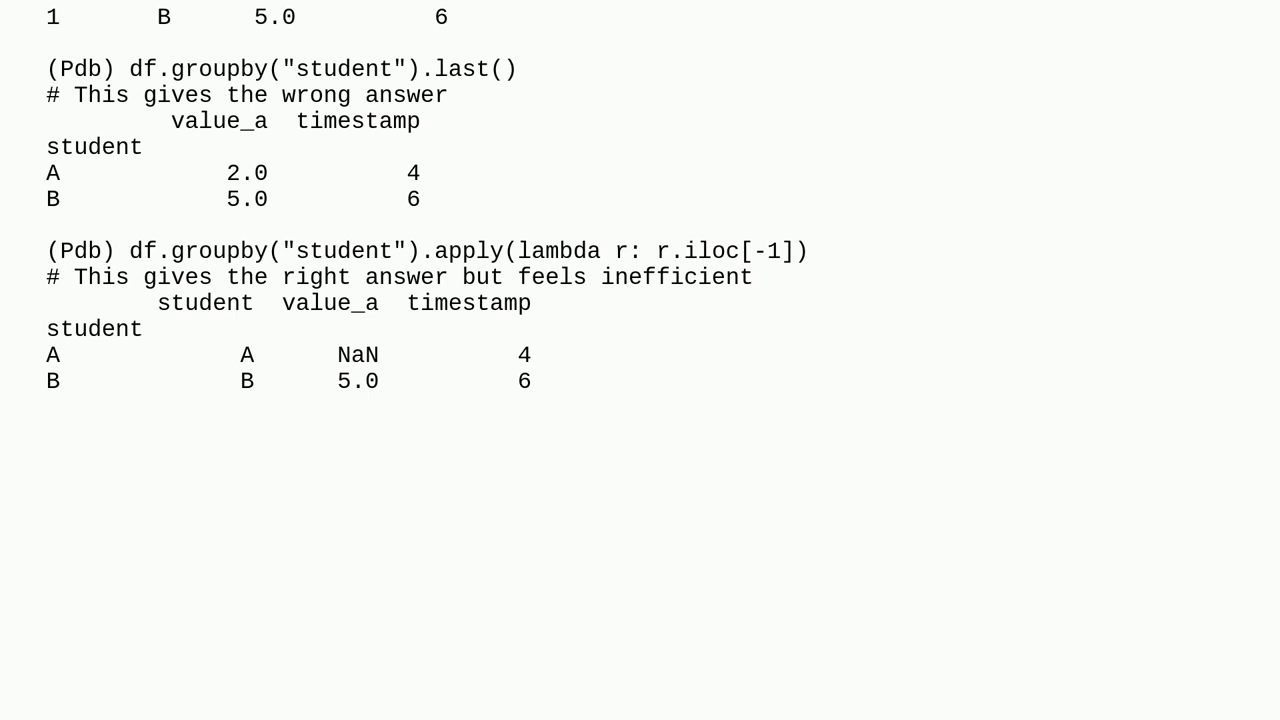 1       B      5.0          6
(Pdb) df.groupby("student").last()
# This gives the wrong answer
         value_a  timestamp
student
A            2.0          4
B            5.0          6
(Pdb) df.groupby("student").apply(lambda r: r.iloc[-1])
# This gives the right answer but feels inefficient
        student  value_a  timestamp
student
A             A      NaN          4
B             B      5.0          6